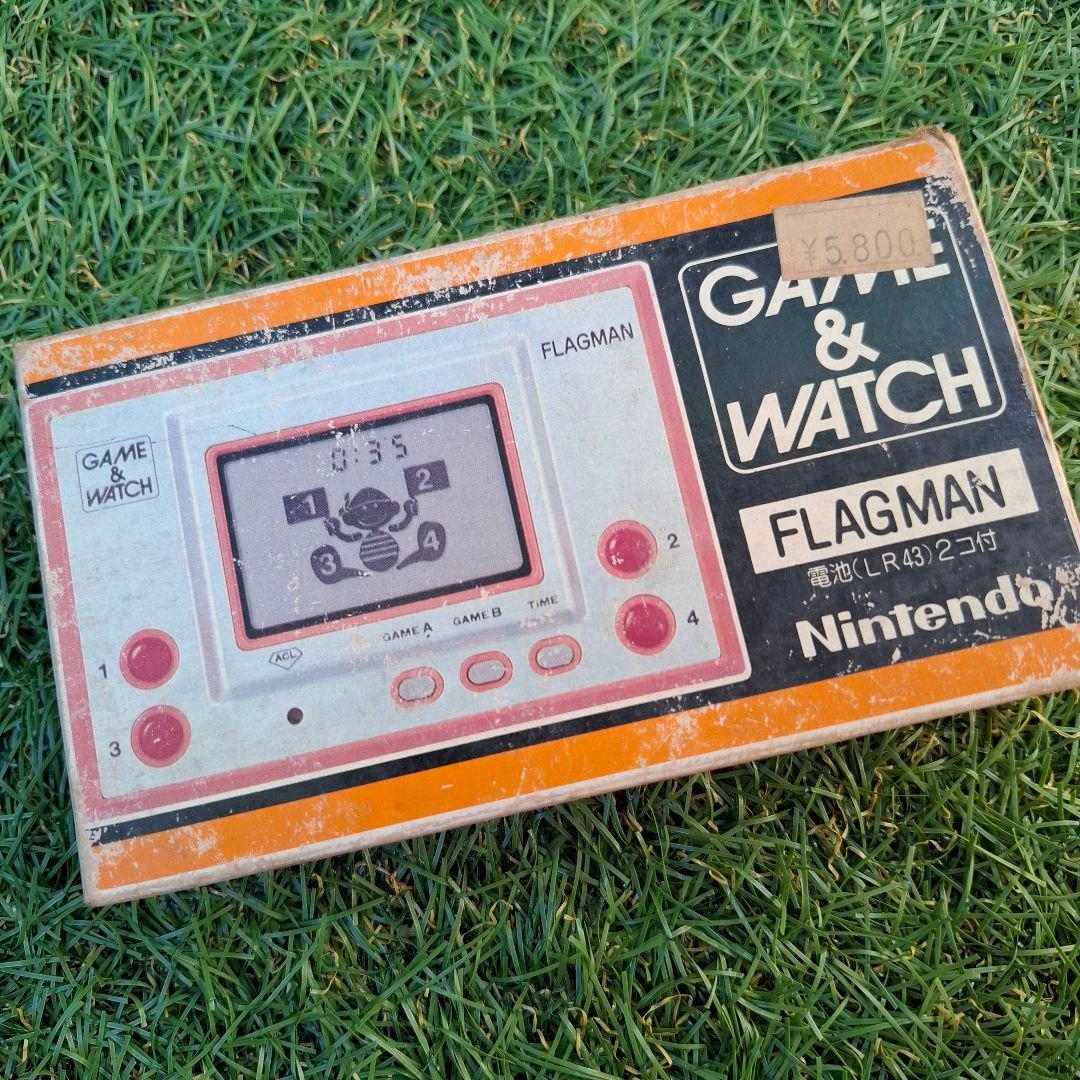 ¥5,800
GAME
&
WATCH
FLAGMAN
電池(LR43)2コ付
Nintendo
FLAGMAN
GAME
&
WATCH
0:35
1
2
3
4
2
4
1
3
ACL
GAME A
GAME B
TIME